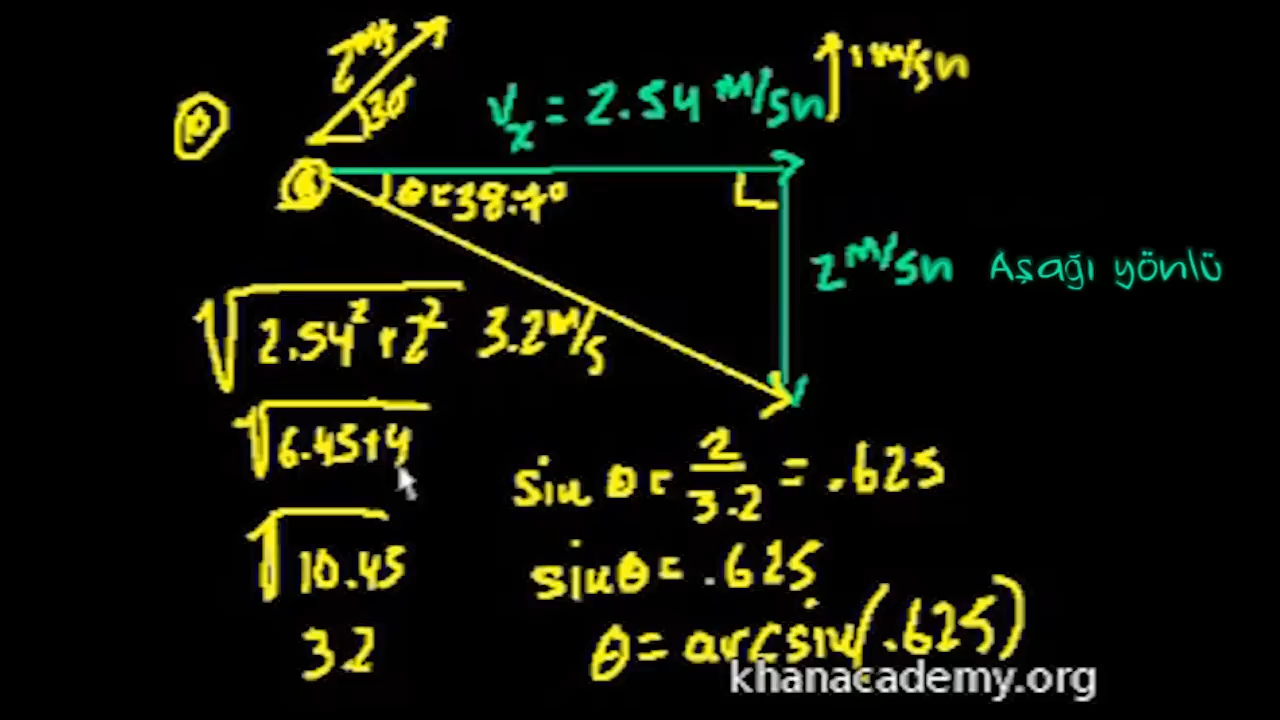 2 m/s
30°
Vx = 2.54 m/sn
1 m/sn
θ = 38.7°
2 m/sn Aşağı yönlü
√2.54² + 2² 3.2 m/s
√6.45+4
sin θ = 2/3.2 = .625
√10.45
sin θ = .625
3.2
θ = arcsin(.625)
khanacademy.org